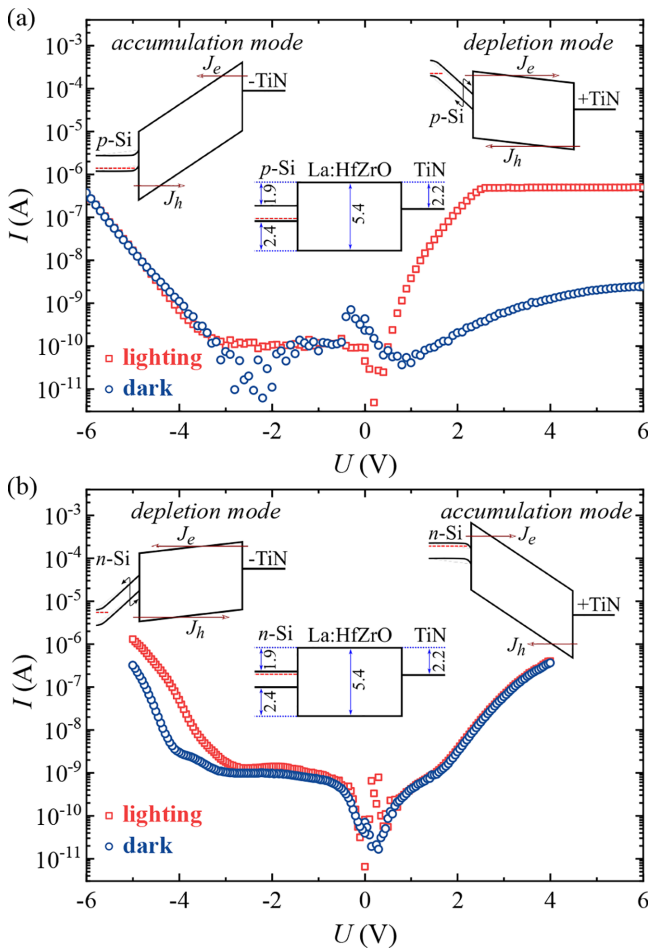 (a)
accumulation mode
depletion mode
J_e
-TiN
J_e
+TiN
p-Si
J_h
p-Si
J_h
p-Si La:HfZrO TiN
1.9
2.4
5.4
2.2
I (A)
10^-3
10^-4
10^-5
10^-6
10^-7
10^-8
10^-9
10^-10
10^-11
lighting
dark
-6 -4 -2 0 2 4 6
U (V)
(b)
depletion mode
accumulation mode
J_e
n-Si
-TiN
J_h
n-Si
J_e
+TiN
J_h
n-Si La:HfZrO TiN
1.9
2.4
5.4
2.2
I (A)
10^-3
10^-4
10^-5
10^-6
10^-7
10^-8
10^-9
10^-10
10^-11
lighting
dark
-6 -4 -2 0 2 4 6
U (V)